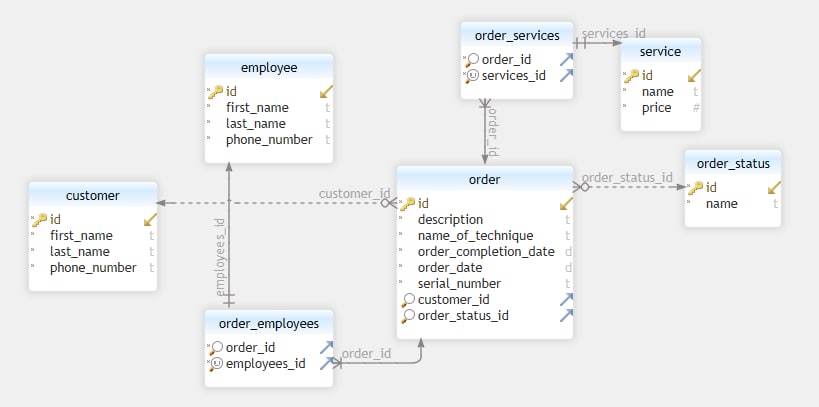 order_services
order_id
services_id
services_id
service
id
name t
price #
employee
id
first_name t
last_name t
phone_number t
order_id
order_status
id
name t
order_status_id
order
id
description t
name_of_technique t
order_completion_date d
order_date d
serial_number t
customer_id
order_status_id
customer_id
customer
id
first_name t
last_name t
phone_number t
employees_id
order_employees
order_id
employees_id
order_id